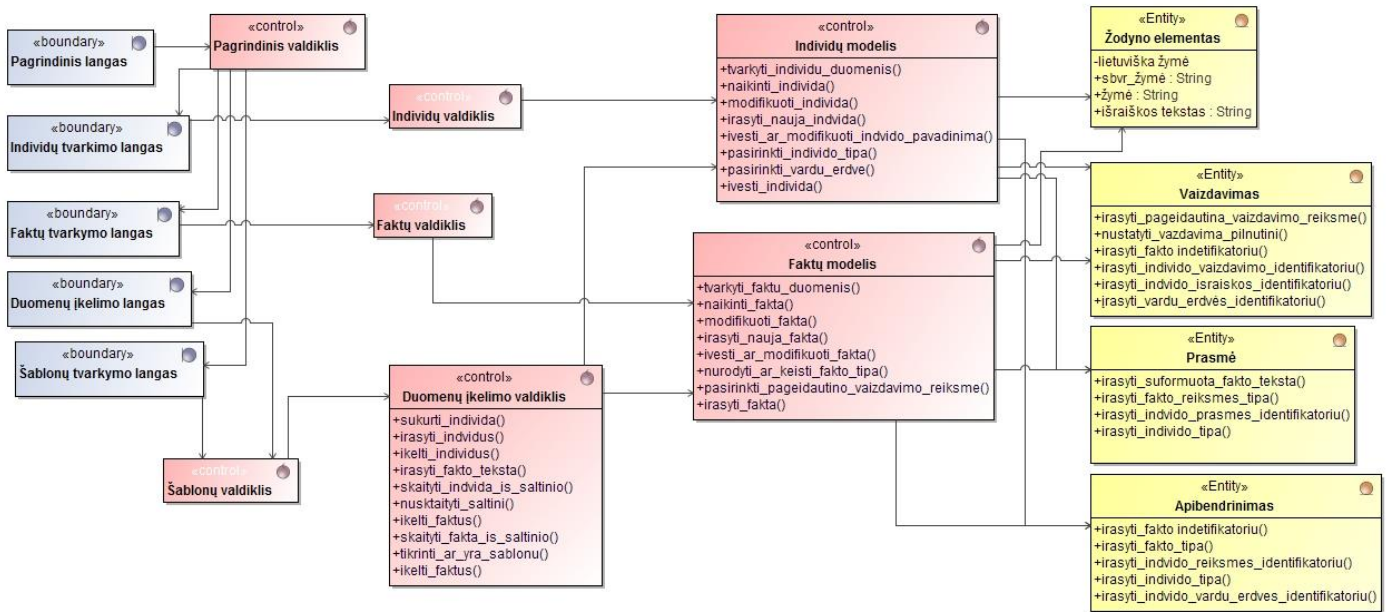 «boundary»
Pagrindinis langas
«boundary»
Individų tvarkimo langas
«boundary»
Faktų tvarkymo langas
«boundary»
Duomenų įkelimo langas
«boundary»
Šablonų tvarkymo langas
«control»
Pagrindinis valdiklis
«control»
Individų valdiklis
«control»
Faktų valdiklis
«control»
Šablonų valdiklis
«control»
Duomenų įkelimo valdiklis
+sukurti_individa()
+irasyti_indvidus()
+ikelti_individus()
+irasyti_fakto_teksta()
+skaityti_indvida_is_saltinio()
+nusktaityti_saltini()
+ikelti_faktus()
+skaityti_fakta_is_saltinio()
+tikrinti_ar_yra_sablonu()
+ikelti_faktus()
«control»
Individų modelis
+tvarkyti_individu_duomenis()
+naikinti_individa()
+modifikuoti_individa()
+irasyti_nauja_indvida()
+ivesti_ar_modifikuoti_indvido_pavadinima()
+pasirinkti_individo_tipa()
+pasirinkti_vardu_erdve()
+ivesti_individa()
«control»
Faktų modelis
+tvarkyti_faktu_duomenis()
+naikinti_fakta()
+modifikuoti_fakta()
+irasyti_nauja_fakta()
+ivesti_ar_modifikuoti_fakta()
+nurodyti_ar_keisti_fakto_tipa()
+pasirinkti_pageidautino_vaizdavimo_reiksme()
+irasyti_fakta()
«Entity»
Žodyno elementas
-lietuviška žymė
+sbvr_žymė : String
+žymė : String
+išraiškos tekstas : String
«Entity»
Vaizdavimas
+irasyti_pageidautina_vaizdavimo_reiksme()
+nustatyti_vazdavima_pilnutini()
+irasyti_fakto indetifikatoriu()
+irasyti_individo_vaizdavimo_identifikatoriu()
+irasyti_indvido_israiskos_identifikatoriu()
+įrasyti_vardu_erdvės_identifikatoriu()
«Entity»
Prasmė
+irasyti_suformuota_fakto_teksta()
+irasyti_fakto_reiksmes_tipa()
+irasyti_indvido_prasmes_identifikatoriu()
+irasyti_individo_tipa()
«Entity»
Apibendrinimas
+irasyti_fakto indetifikatoriu()
+irasyti_fakto_tipa()
+irasyti_indvido_reiksmes_identifikatoriu()
+irasyti_individo_tipa()
+irasyti_indvido_vardu_erdves_identifikatoriu()